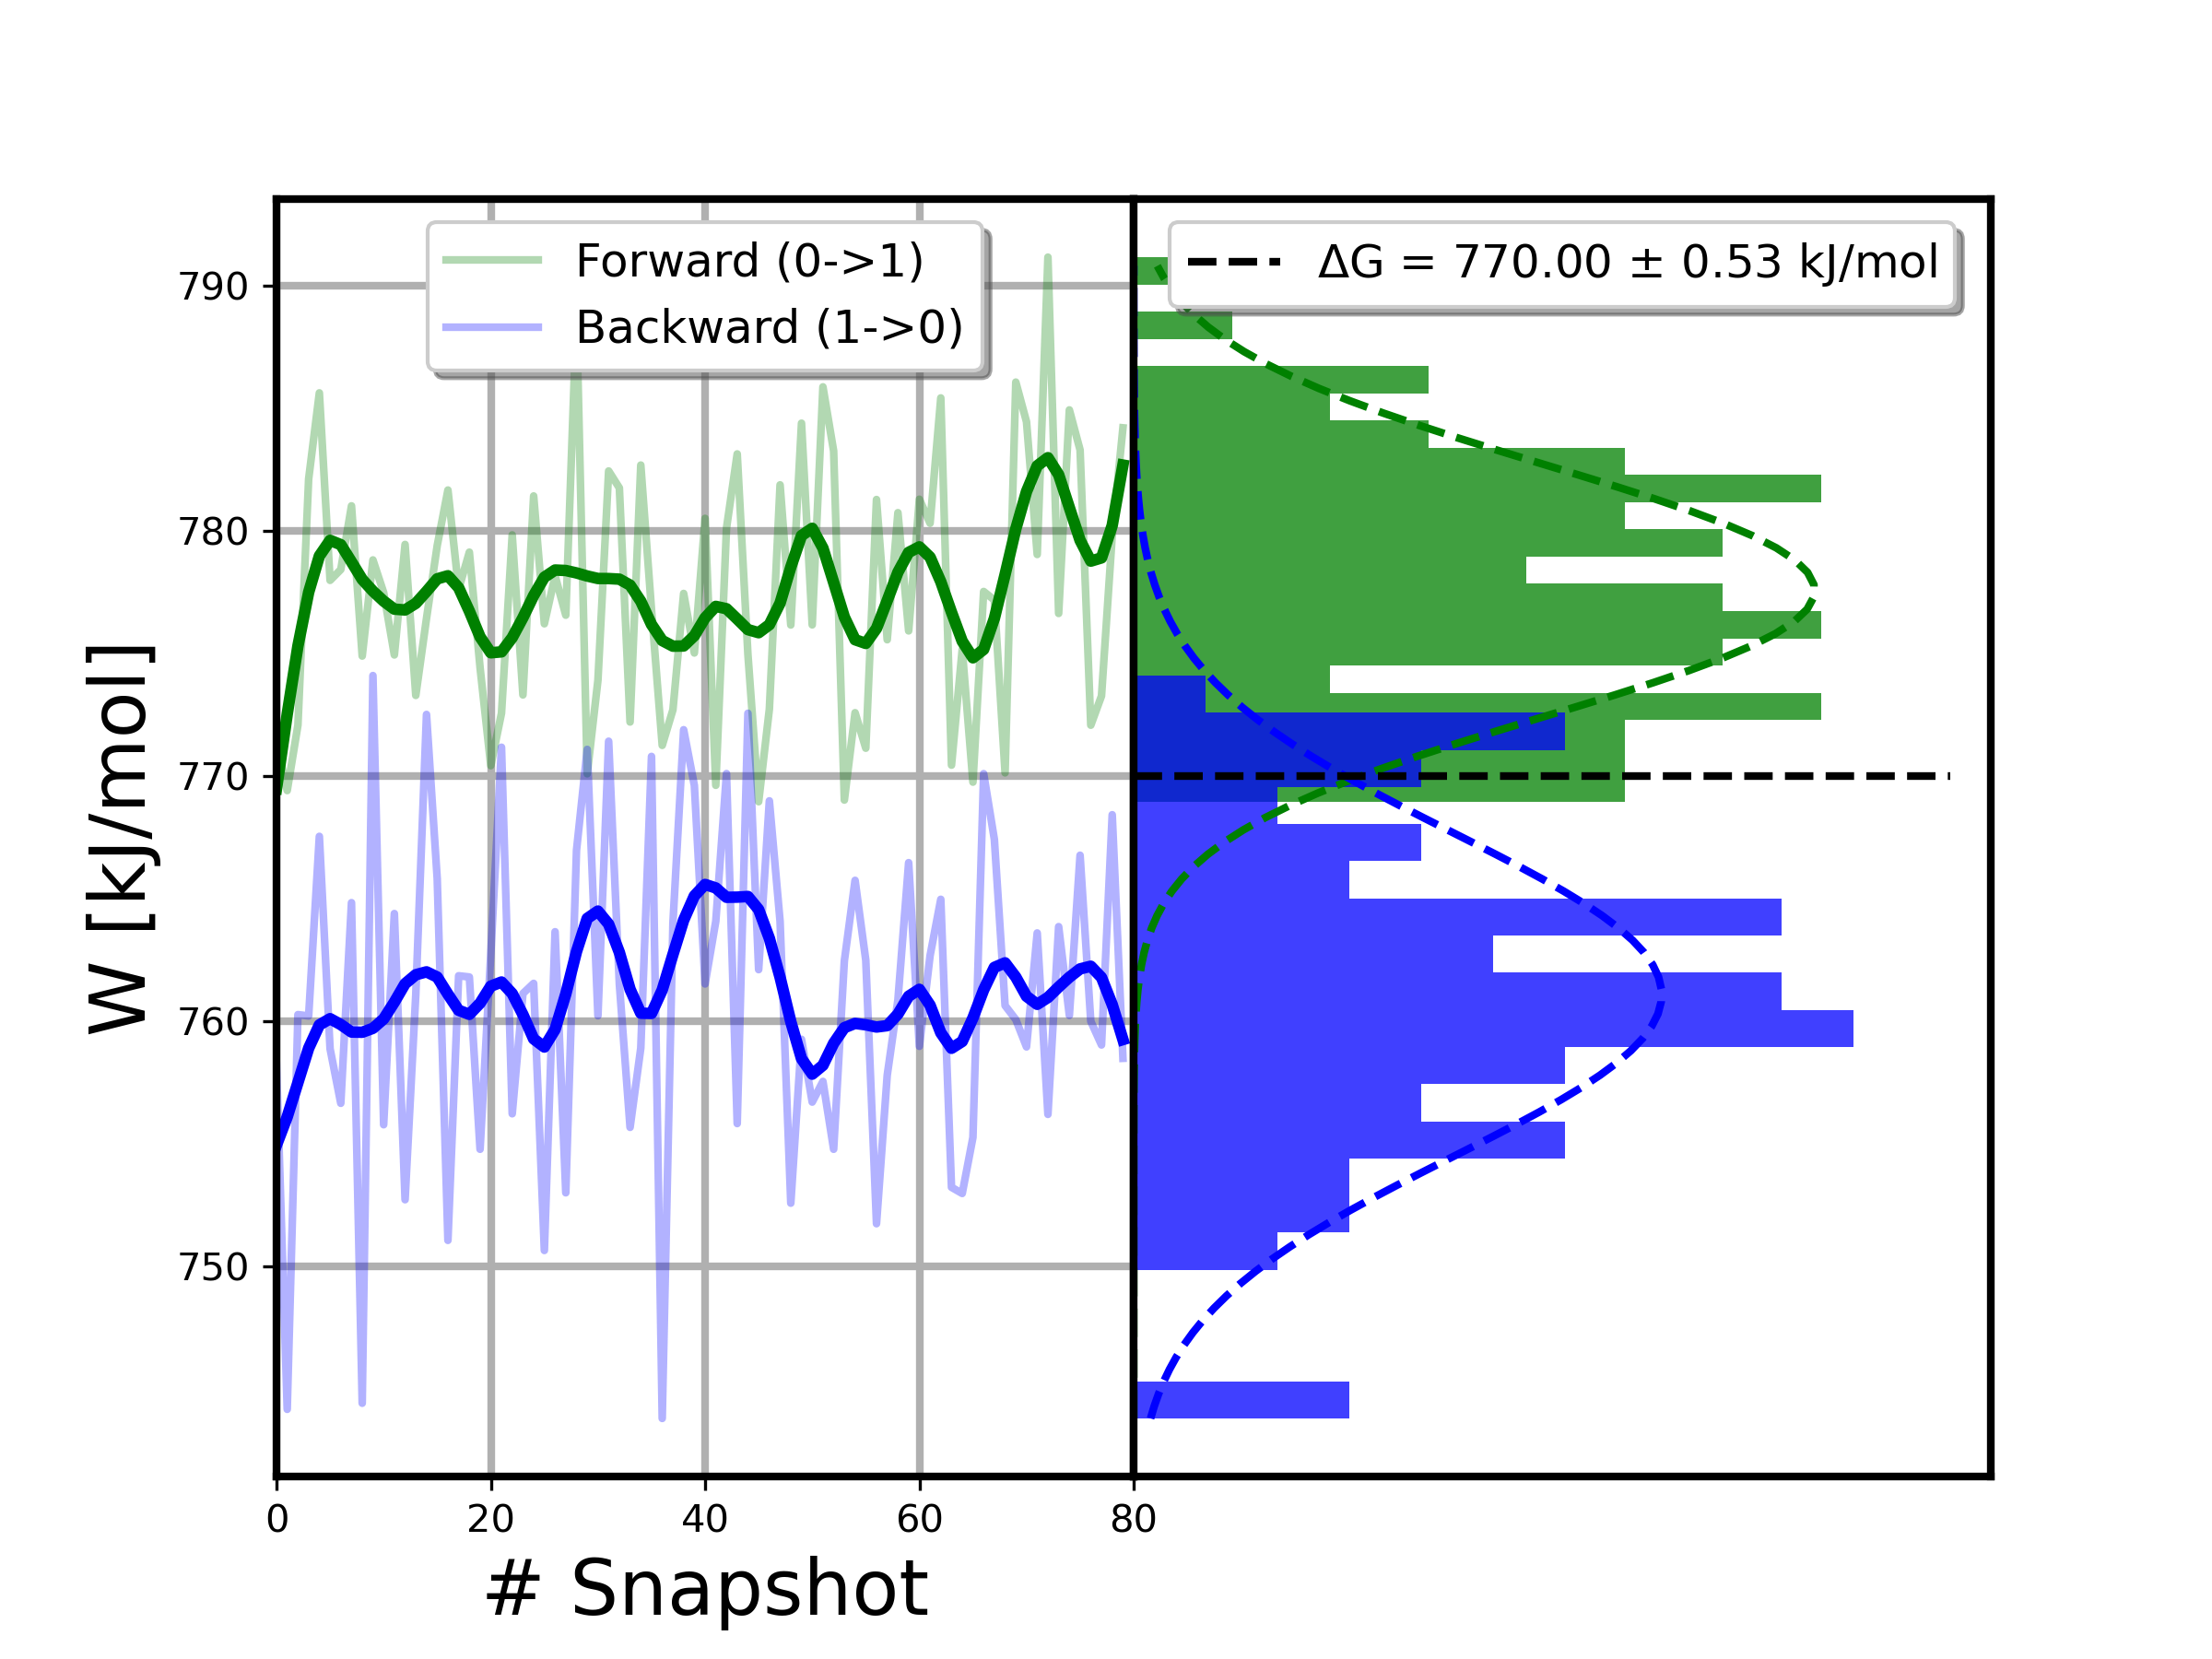 Forward (0->1)
Backward (1->0)
ΔG = 770.00 ± 0.53 kJ/mol
790
780
770
760
750
W [kJ/mol]
0 20 40 60 80
# Snapshot